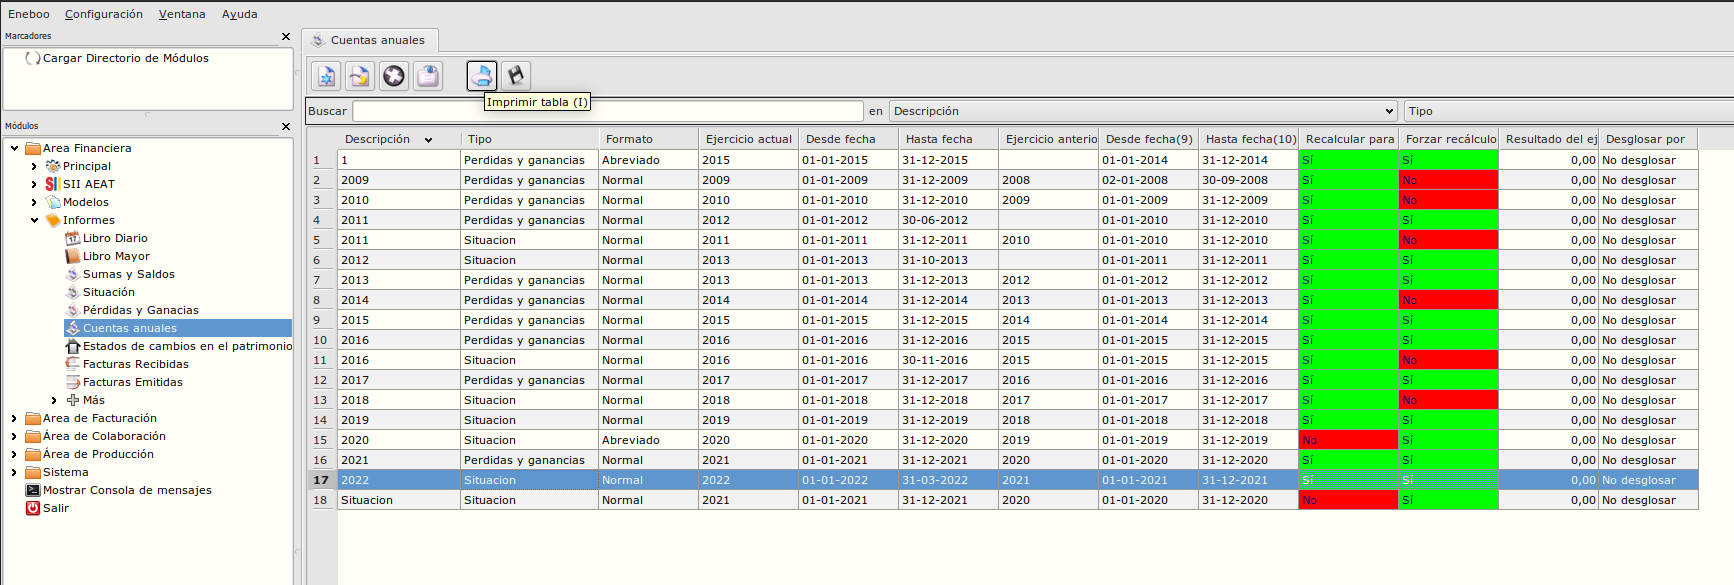 Eneboo Configuración Ventana Ayuda
Marcadores
Cargar Directorio de Módulos
Módulos
Area Financiera
Principal
SII AEAT
Modelos
Informes
Libro Diario
Libro Mayor
Sumas y Saldos
Situación
Pérdidas y Ganacias
Cuentas anuales
Estados de cambios en el patrimonio
Facturas Recibidas
Facturas Emitidas
Más
Area de Facturación
Área de Colaboración
Área de Producción
Sistema
Mostrar Consola de mensajes
Salir
Cuentas anuales
Imprimir tabla (I)
Buscar en Descripción Tipo
Descripción Tipo Formato Ejercicio actual Desde fecha Hasta fecha Ejercicio anterio Desde fecha(9) Hasta fecha(10) Recalcular para Forzar recálculo Resultado del ej Desglosar por
1 1 Perdidas y ganancias Abreviado 2015 01-01-2015 31-12-2015 01-01-2014 31-12-2014 Sí Sí 0,00 No desglosar
2 2009 Perdidas y ganancias Normal 2009 01-01-2009 31-12-2009 2008 02-01-2008 30-09-2008 Sí No 0,00 No desglosar
3 2010 Perdidas y ganancias Normal 2010 01-01-2010 31-12-2010 2009 01-01-2009 31-12-2009 Sí No 0,00 No desglosar
4 2011 Perdidas y ganancias Normal 2012 01-01-2012 30-06-2012 01-01-2010 31-12-2010 Sí Sí 0,00 No desglosar
5 2011 Situacion Normal 2011 01-01-2011 31-12-2011 2010 01-01-2010 31-12-2010 Sí No 0,00 No desglosar
6 2012 Situacion Normal 2013 01-01-2013 31-10-2013 01-01-2011 31-12-2011 Sí Sí 0,00 No desglosar
7 2013 Perdidas y ganancias Normal 2013 01-01-2013 31-12-2013 2012 01-01-2012 31-12-2012 Sí Sí 0,00 No desglosar
8 2014 Perdidas y ganancias Normal 2014 01-01-2014 31-12-2014 2013 01-01-2013 31-12-2013 Sí No 0,00 No desglosar
9 2015 Perdidas y ganancias Normal 2015 01-01-2015 31-12-2015 2014 01-01-2014 31-12-2014 Sí Sí 0,00 No desglosar
10 2016 Perdidas y ganancias Normal 2016 01-01-2016 31-12-2016 2015 01-01-2015 31-12-2015 Sí Sí 0,00 No desglosar
11 2016 Situacion Normal 2016 01-01-2016 30-11-2016 2015 01-01-2015 31-12-2015 Sí No 0,00 No desglosar
12 2017 Perdidas y ganancias Normal 2017 01-01-2017 31-12-2017 2016 01-01-2016 31-12-2016 Sí Sí 0,00 No desglosar
13 2018 Situacion Normal 2018 01-01-2018 31-12-2018 2017 01-01-2017 31-12-2017 Sí No 0,00 No desglosar
14 2019 Situacion Normal 2019 01-01-2019 31-12-2019 2018 01-01-2018 31-12-2018 Sí Sí 0,00 No desglosar
15 2020 Situacion Abreviado 2020 01-01-2020 31-12-2020 2019 01-01-2019 31-12-2019 No Sí 0,00 No desglosar
16 2021 Perdidas y ganancias Normal 2021 01-01-2021 31-12-2021 2020 01-01-2020 31-12-2020 Sí Sí 0,00 No desglosar
17 2022 Situacion Normal 2022 01-01-2022 31-03-2022 2021 01-01-2021 31-12-2021 Sí Sí 0,00 No desglosar
18 Situacion Situacion Normal 2021 01-01-2021 31-12-2021 2020 01-01-2020 31-12-2020 No Sí 0,00 No desglosar